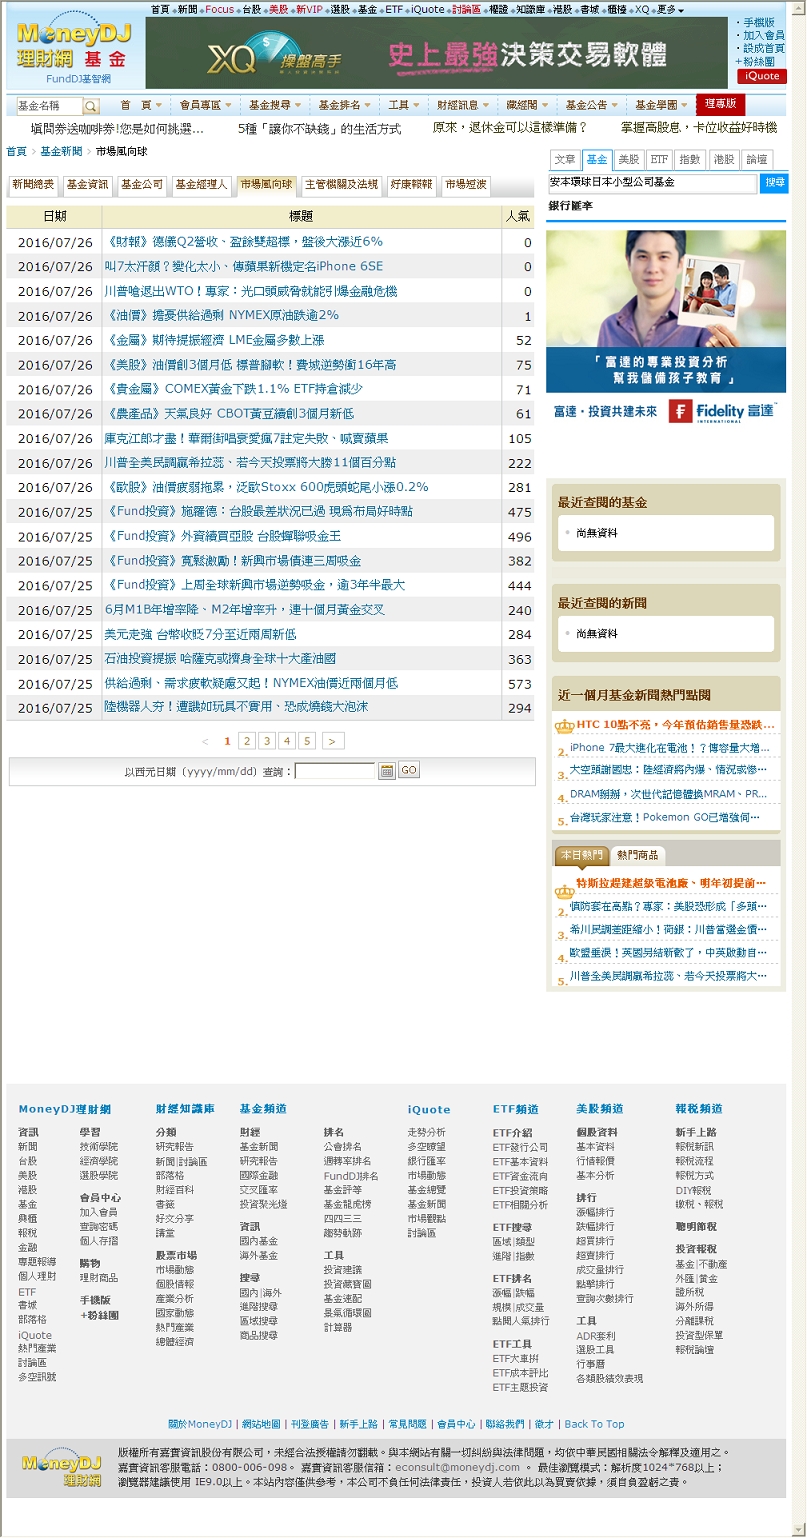 首頁 新聞 Focus 台股 美股 新VIP 選股 基金 ETF iQuote 討論區 權證 知識庫 港股 書城 櫃檯 XQ 更多
MoneyDJ
理財網 基金
FundDJ基智網
XQ 操盤高手
史上最強決策交易軟體
‧手機版
‧加入會員
‧設成首頁
+粉絲團
iQuote
基金名稱 首 頁 會員專區 基金搜尋 基金排名 工具 財經訊息 藏經閣 基金公告 基金學園 理專版
填問券送咖啡券!您是如何挑選... 5種「讓你不缺錢」的生活方式 原來，退休金可以這樣準備！ 掌握高股息，卡位收益好時機
首頁 > 基金新聞 > 市場風向球
新聞總表 基金資訊 基金公司 基金經理人 市場風向球 主管機關及法規 好康報報 市場短波
日期 標題 人氣
2016/07/26 《財報》德儀Q2營收、盈餘雙超標，盤後大漲近6% 0
2016/07/26 叫7太汗顏？變化太小、傳蘋果新機定名iPhone 6SE 0
2016/07/26 川普嗆退出WTO！專家：光口頭威脅就能引爆金融危機 0
2016/07/26 《油價》擔憂供給過剩 NYMEX原油跌逾2% 1
2016/07/26 《金屬》期待提振經濟 LME金屬多數上漲 52
2016/07/26 《美股》油價創3個月低 標普腳軟！費城逆勢衝16年高 75
2016/07/26 《貴金屬》COMEX黃金下跌1.1% ETF持倉減少 71
2016/07/26 《農產品》天氣良好 CBOT黃豆續創3個月新低 61
2016/07/26 庫克江郎才盡！華爾街唱衰愛瘋7註定失敗、喊賣蘋果 105
2016/07/26 川普全美民調贏希拉蕊、若今天投票將大勝11個百分點 222
2016/07/26 《歐股》油價疲弱拖累，泛歐Stoxx 600虎頭蛇尾小漲0.2% 281
2016/07/25 《Fund投資》施羅德：台股最差狀況已過 現爲布局好時點 475
2016/07/25 《Fund投資》外資續買亞股 台股蟬聯吸金王 496
2016/07/25 《Fund投資》寬鬆激勵！新興市場債連三周吸金 382
2016/07/25 《Fund投資》上周全球新興市場逆勢吸金，逾3年半最大 444
2016/07/25 6月M1B年增率降、M2年增率升，連十個月黃金交叉 240
2016/07/25 美元走強 台幣收貶7分至近兩周新低 284
2016/07/25 石油投資提振 哈薩克或擠身全球十大產油國 363
2016/07/25 供給過剩、需求疲軟疑慮又起！NYMEX油價近兩個月低 573
2016/07/25 陸機器人夯！遭譏如玩具不實用、恐成燒錢大泡沫 294
< 1 2 3 4 5 >
以西元日期（yyyy/mm/dd）查詢： GO
文章 基金 美股 ETF 指數 港股 論壇
安本環球日本小型公司基金 搜尋
銀行匯率
「富達的專業投資分析
幫我儲備孩子教育」
富達‧投資共建未來 Fidelity 富達™
INTERNATIONAL
最近查閱的基金
尚無資料
最近查閱的新聞
尚無資料
近一個月基金新聞熱門點閱
HTC 10點不亮，今年預估銷售量恐跌...
2. iPhone 7最大進化在電池！？傳容量大增...
3. 大空頭謝國忠：陸經濟將內爆、情況或慘…
4. DRAM掰掰，次世代記憶體換MRAM、PR...
5. 台灣玩家注意！Pokemon GO已增強伺…
本日熱門 熱門商品
特斯拉趕建超級電池廠、明年初提前…
2. 慎防套在高點？專家：美股恐形成「多頭…
3. 希川民調差距縮小！荷銀：川普當選金價…
4. 歐盟垂淚！英國另結新歡了，中英啟動自…
5. 川普全美民調贏希拉蕊、若今天投票將大…
MoneyDJ理財網 財經知識庫 基金頻道 iQuote ETF頻道 美股頻道 報稅頻道
資訊
新聞
台股
美股
港股
基金
興櫃
報稅
金融
專題報導
個人理財
ETF
書城
部落格
iQuote
熱門產業
討論區
多空訊號
學習
技術學院
經濟學院
選股學院
會員中心
加入會員
查詢密碼
個人存摺
購物
理財商品
手機版
+粉絲團
分類
研究報告
新聞|討論區
部落格
財經百科
書籤
好文分享
講堂
股票市場
市場動態
個股情報
產業分析
國家動態
熱門產業
總體經濟
財經
基金新聞
研究報告
國際金融
交叉匯率
投資聚光燈
資訊
國內基金
海外基金
搜尋
國內|海外
進階搜尋
區域搜尋
商品搜尋
排名
公會排名
週轉率排名
FundDJ排名
基金評等
基金龍虎榜
四四三三
趨勢軌跡
工具
投資建議
投資藏寶圖
基金速配
景氣循環圖
計算器
走勢分析
多空瞭望
銀行匯率
市場動態
基金總覽
基金新聞
市場觀點
討論區
ETF介紹
ETF發行公司
ETF基本資料
ETF資金流向
ETF投資策略
ETF相關分析
ETF搜尋
區域|類型
進階|指數
ETF排名
漲幅|跌幅
規模|成交量
點閱人氣排行
ETF工具
ETF大車拚
ETF成本評比
ETF主題投資
個股資料
基本資料
行情報價
基本分析
排行
漲幅排行
跌幅排行
超買排行
超賣排行
成交量排行
點擊排行
查詢次數排行
工具
ADR套利
選股工具
行事曆
各類股績效表現
新手上路
報稅新訊
報稅流程
報稅方式
DIY報稅
繳稅、報稅
聰明節稅
投資報稅
基金|不動產
外匯|黃金
證所稅
海外所得
分離課稅
投資型保單
報稅論壇
關於MoneyDJ | 網站地圖 | 刊登廣告 | 新手上路 | 常見問題 | 會員中心 | 聯絡我們 | 徵才 | Back To Top
MoneyDJ
理財網
版權所有嘉實資訊股份有限公司，未經合法授權請勿翻載。與本網站有關一切糾紛與法律問題，均依中華民國相關法令解釋及適用之。
嘉實資訊客服電話：0800-006-098。 嘉實資訊客服信箱：econsult@moneydj.com 。 最佳瀏覽模式：解析度1024*768以上；
瀏覽器建議使用 IE9.0以上。本站內容僅供參考，本公司不負任何法律責任，投資人若依此以為買賣依據，須自負盈虧之責。